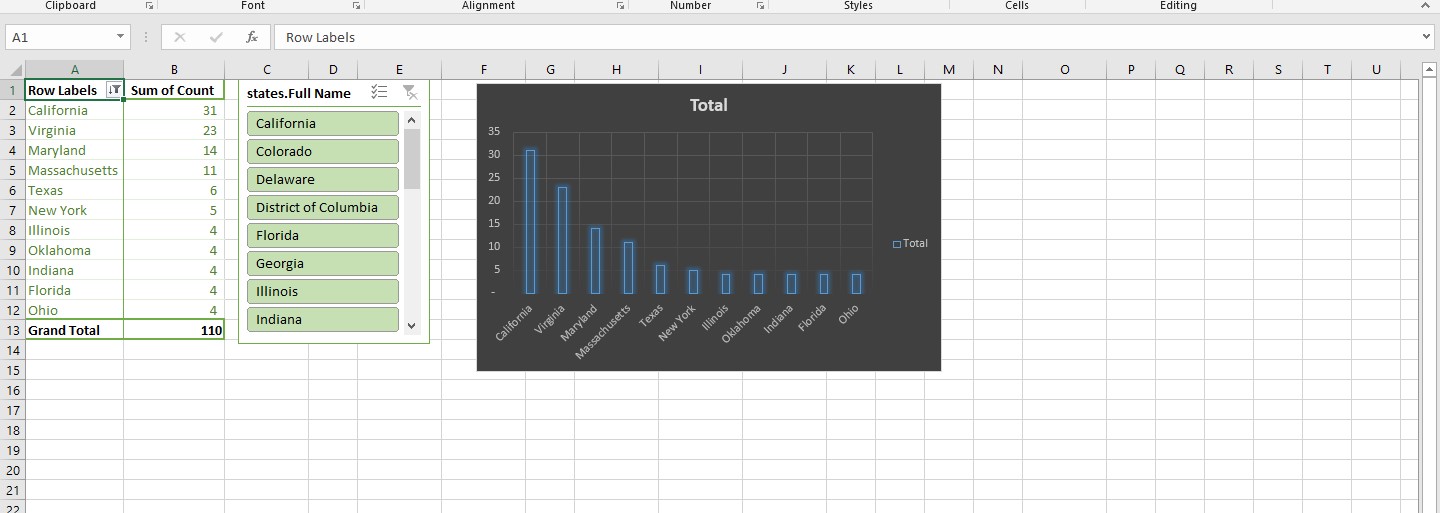 Clipboard Font Alignment Number Styles Cells Editing
A1 fx Row Labels
A B C D E F G H I J K L M N O P Q R S T U
1 Row Labels Sum of Count
2 California 31
3 Virginia 23
4 Maryland 14
5 Massachusetts 11
6 Texas 6
7 New York 5
8 Illinois 4
9 Oklahoma 4
10 Indiana 4
11 Florida 4
12 Ohio 4
13 Grand Total 110
14
15
16
17
18
19
20
21
22
states.Full Name
California
Colorado
Delaware
District of Columbia
Florida
Georgia
Illinois
Indiana
Total
35
30
25
20
15
10
5
-
California Virginia Maryland Massachusetts Texas New York Illinois Oklahoma Indiana Florida Ohio
Total